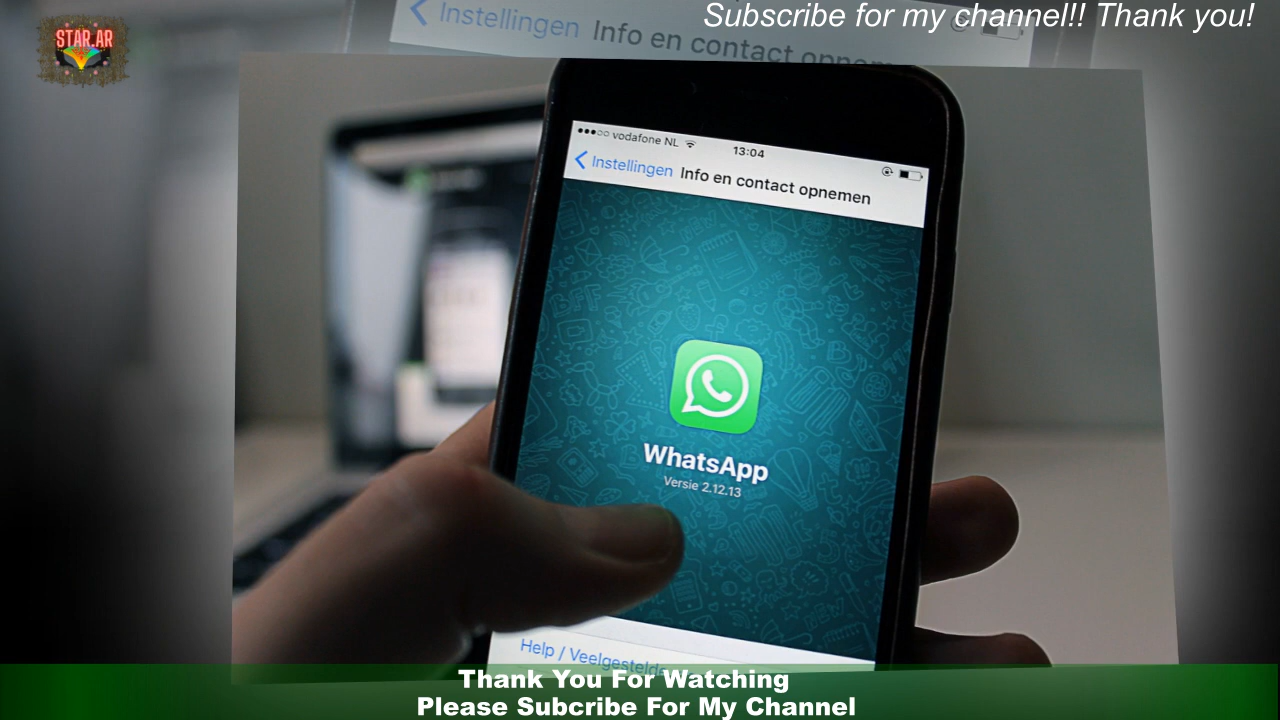 Subscribe for my channel!! Thank you!
STAR.AR
Instellingen Info en contact
vodafone NL 13:04
Instellingen Info en contact opnemen
WhatsApp
Versie 2.12.13
Help / Veelgestelde
Thank You For Watching
Please Subcribe For My Channel